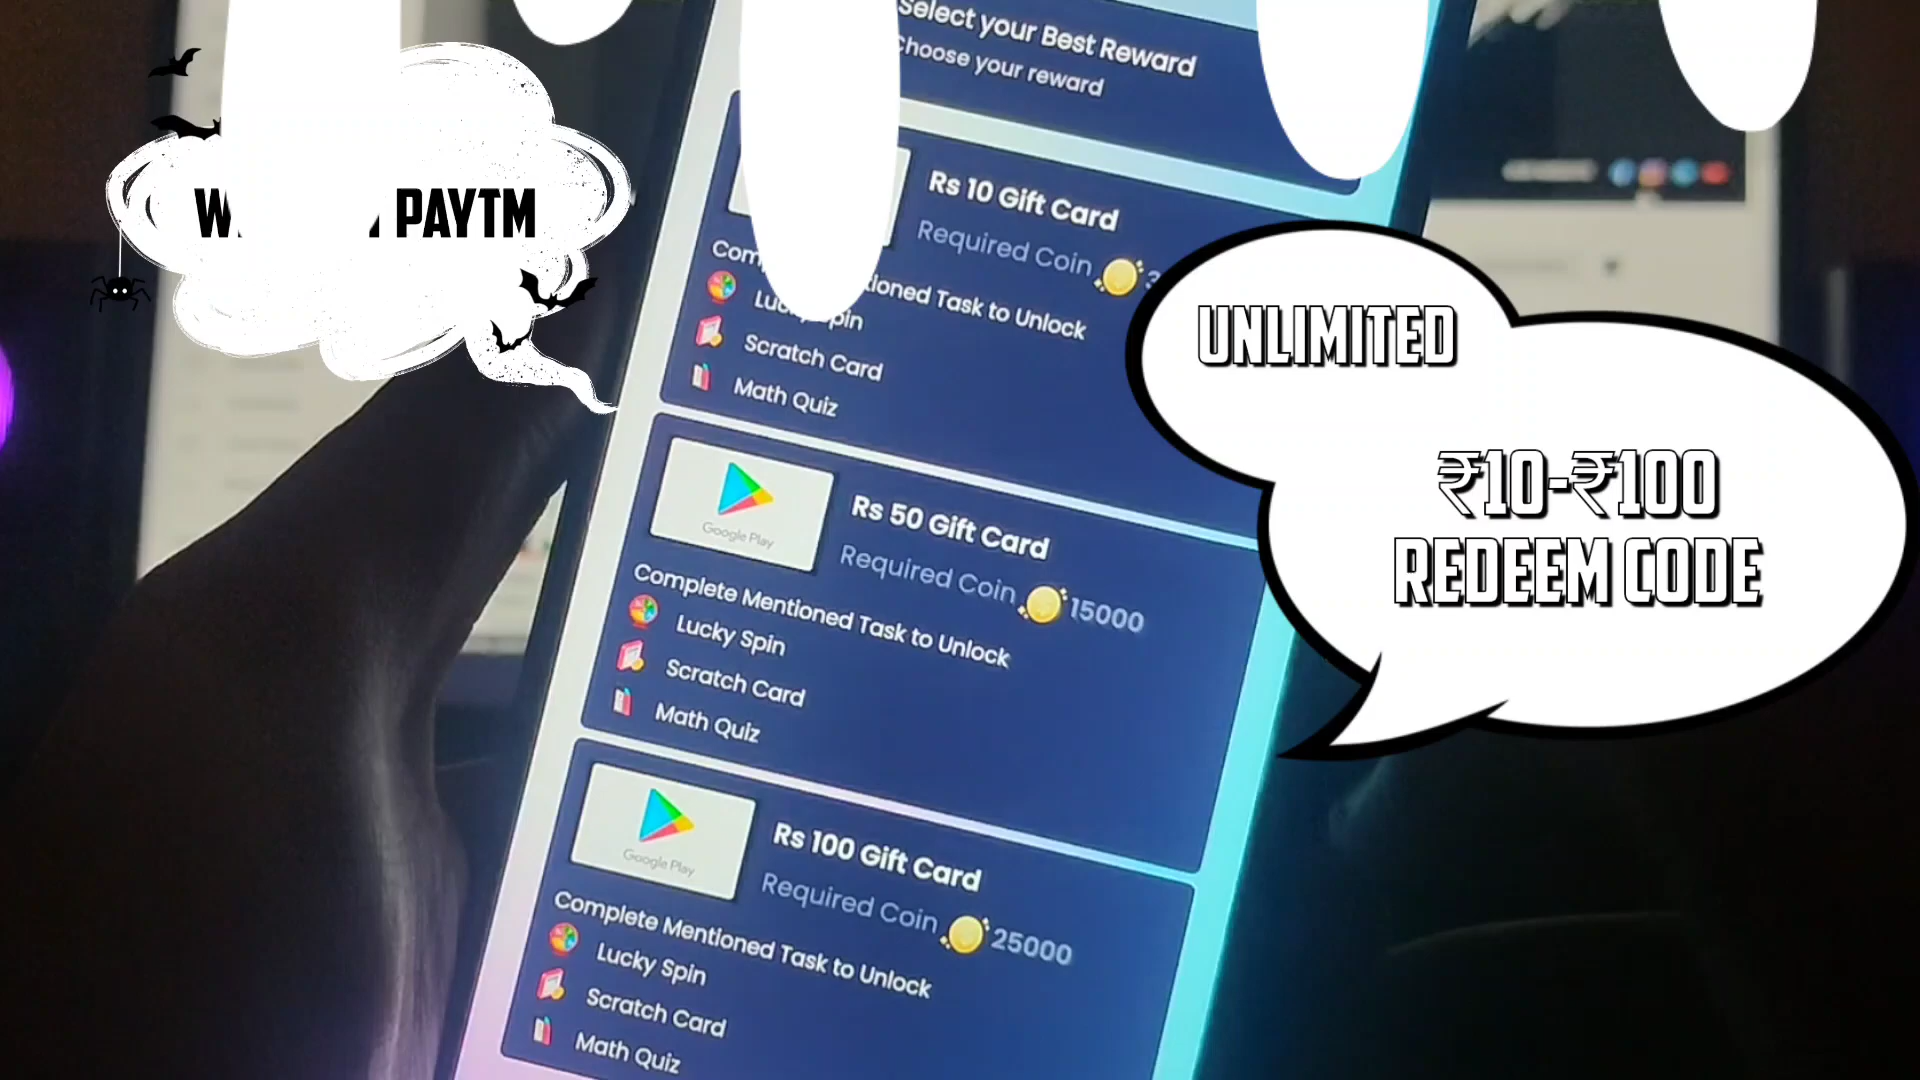 Select your Best Reward
Choose your reward
PAYTM
Rs 10 Gift Card
Required Coin
Task to Unlock
Scratch Card
Math Quiz
UNLIMITED
₹10-₹100
REDEEM CODE
Google Play
Rs 50 Gift Card
Required Coin 15000
Complete Mentioned Task to Unlock
Lucky Spin
Scratch Card
Math Quiz
Google Play
Rs 100 Gift Card
Required Coin 25000
Complete Mentioned Task to Unlock
Lucky Spin
Scratch Card
Math Quiz